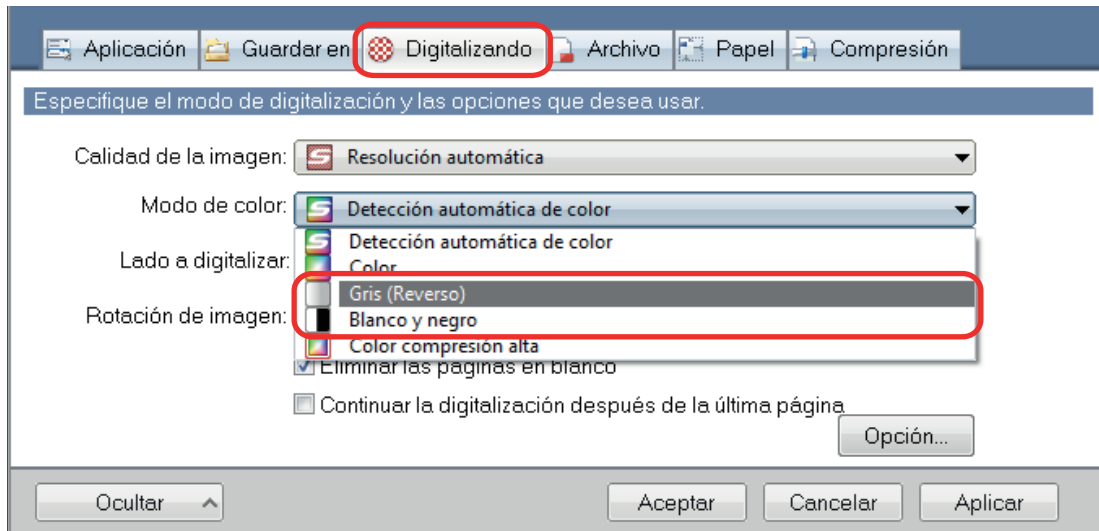 Aplicación Guardar en Digitalizando Archivo Papel Compresión
Especifique el modo de digitalización y las opciones que desea usar.
Calidad de la imagen: Resolución automática
Modo de color: Detección automática de color
Detección automática de color
Lado a digitalizar: Color
Gris (Reverso)
Rotación de imagen: Blanco y negro
Color compresión alta
Eliminar las páginas en blanco
Continuar la digitalización después de la última página
Opción...
Ocultar Aceptar Cancelar Aplicar